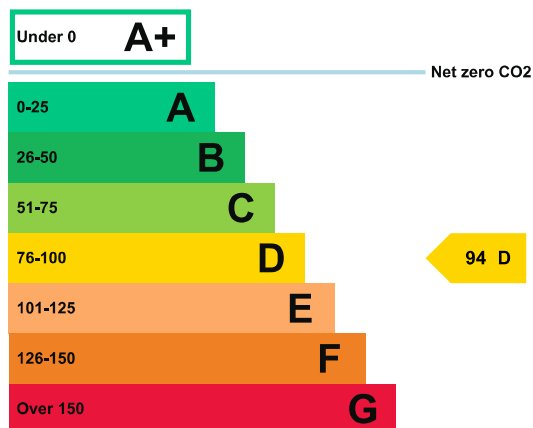 Under 0 A+
Net zero CO2
0-25 A
26-50 B
51-75 C
76-100 D
94 D
101-125 E
126-150 F
Over 150 G